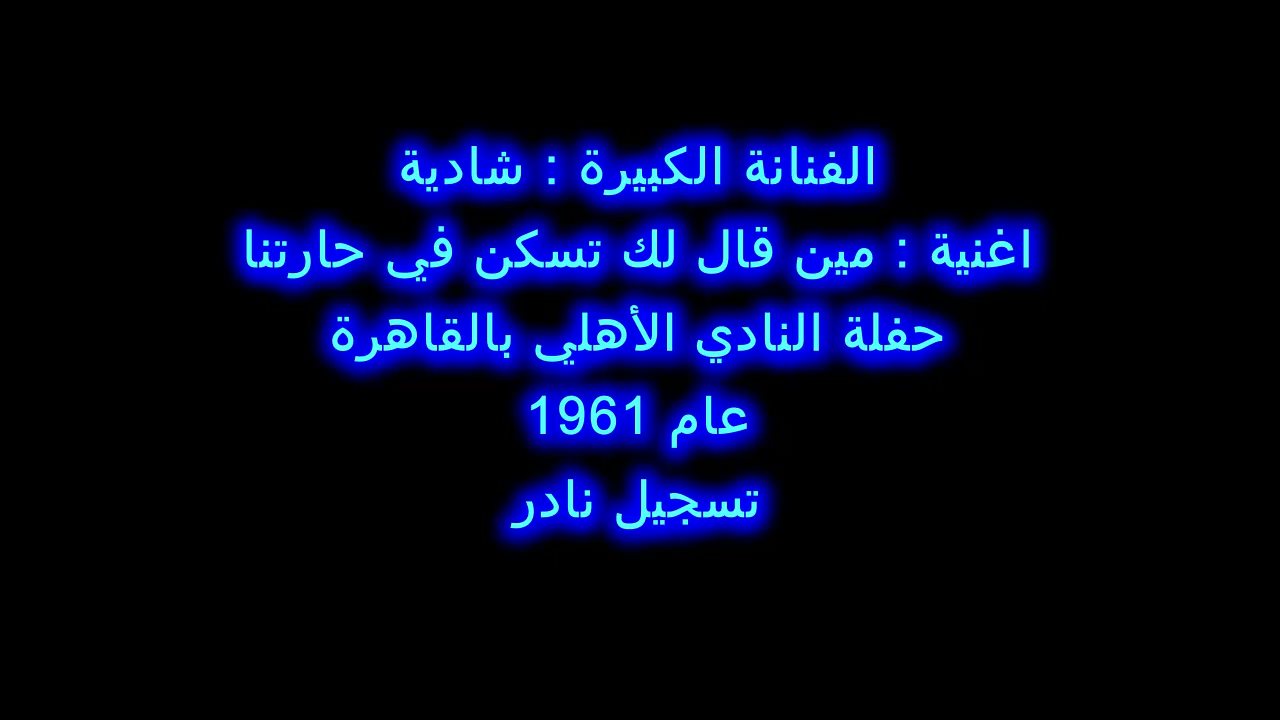 الفنانة الكبيرة : شادية
اغنية : مين قال لك تسكن في حارتنا
حفلة النادي الأهلي بالقاهرة
عام 1961
تسجيل نادر